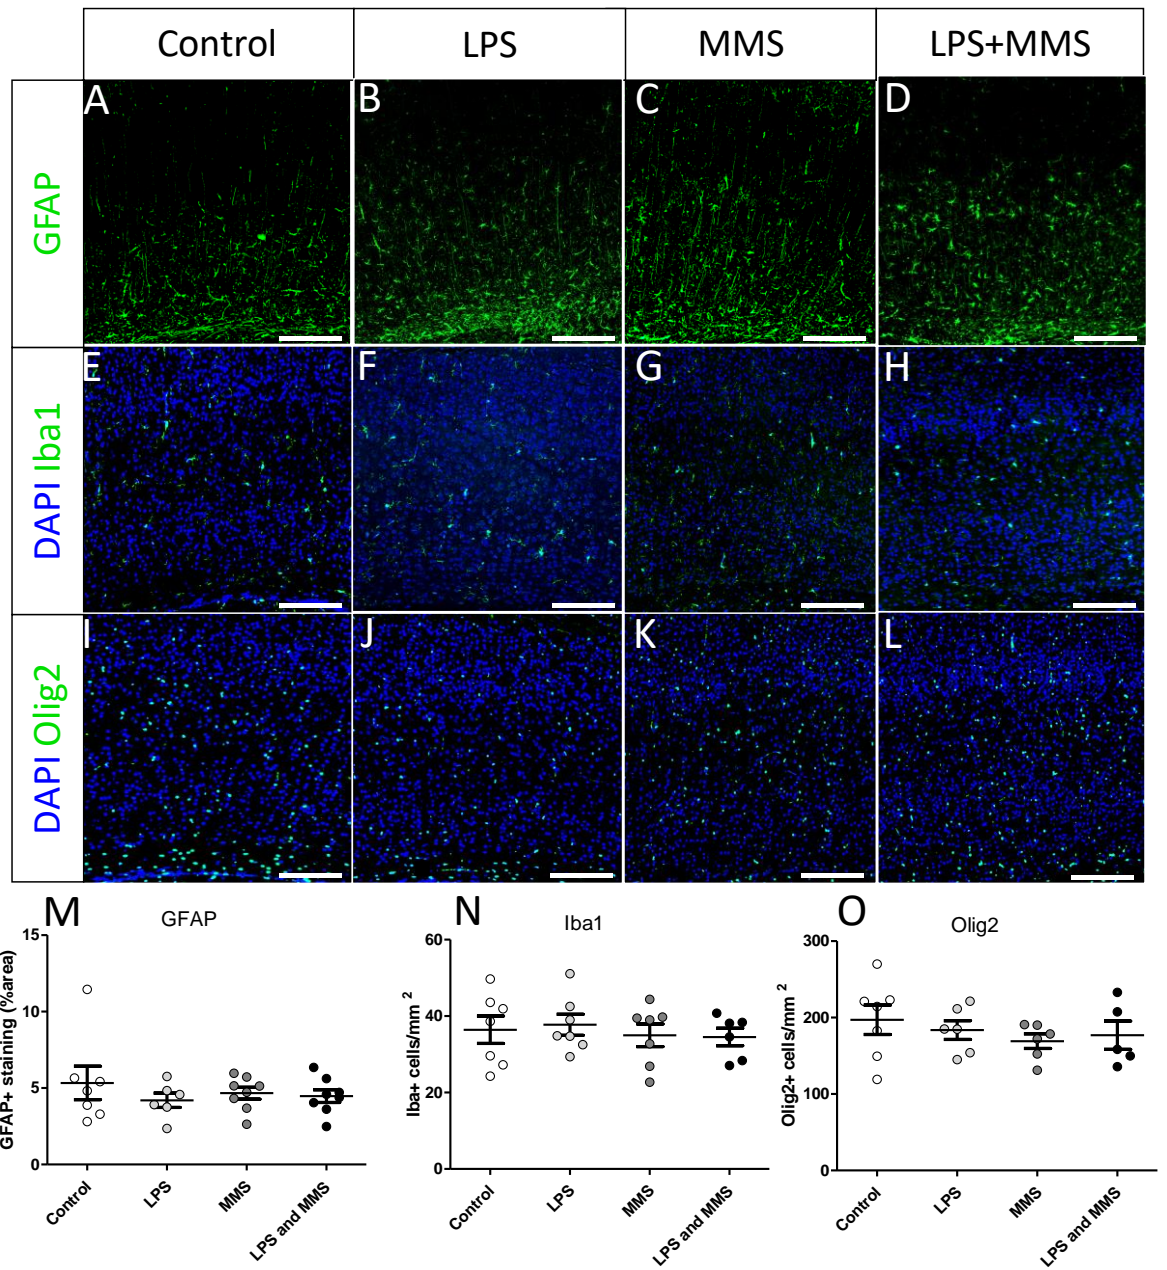 Control LPS MMS LPS+MMS
GFAP
A B C D
DAPI Iba1
E F G H
DAPI Olig2
I J K L
M
GFAP
GFAP+ staining (%area)
15
10
5
0
Control LPS MMS LPS and MMS
N
Iba1
Iba+ cells/mm 2
60
40
20
0
Control LPS MMS LPS and MMS
O
Olig2
Olig2+ cells/mm 2
300
200
100
0
Control LPS MMS LPS and MMS